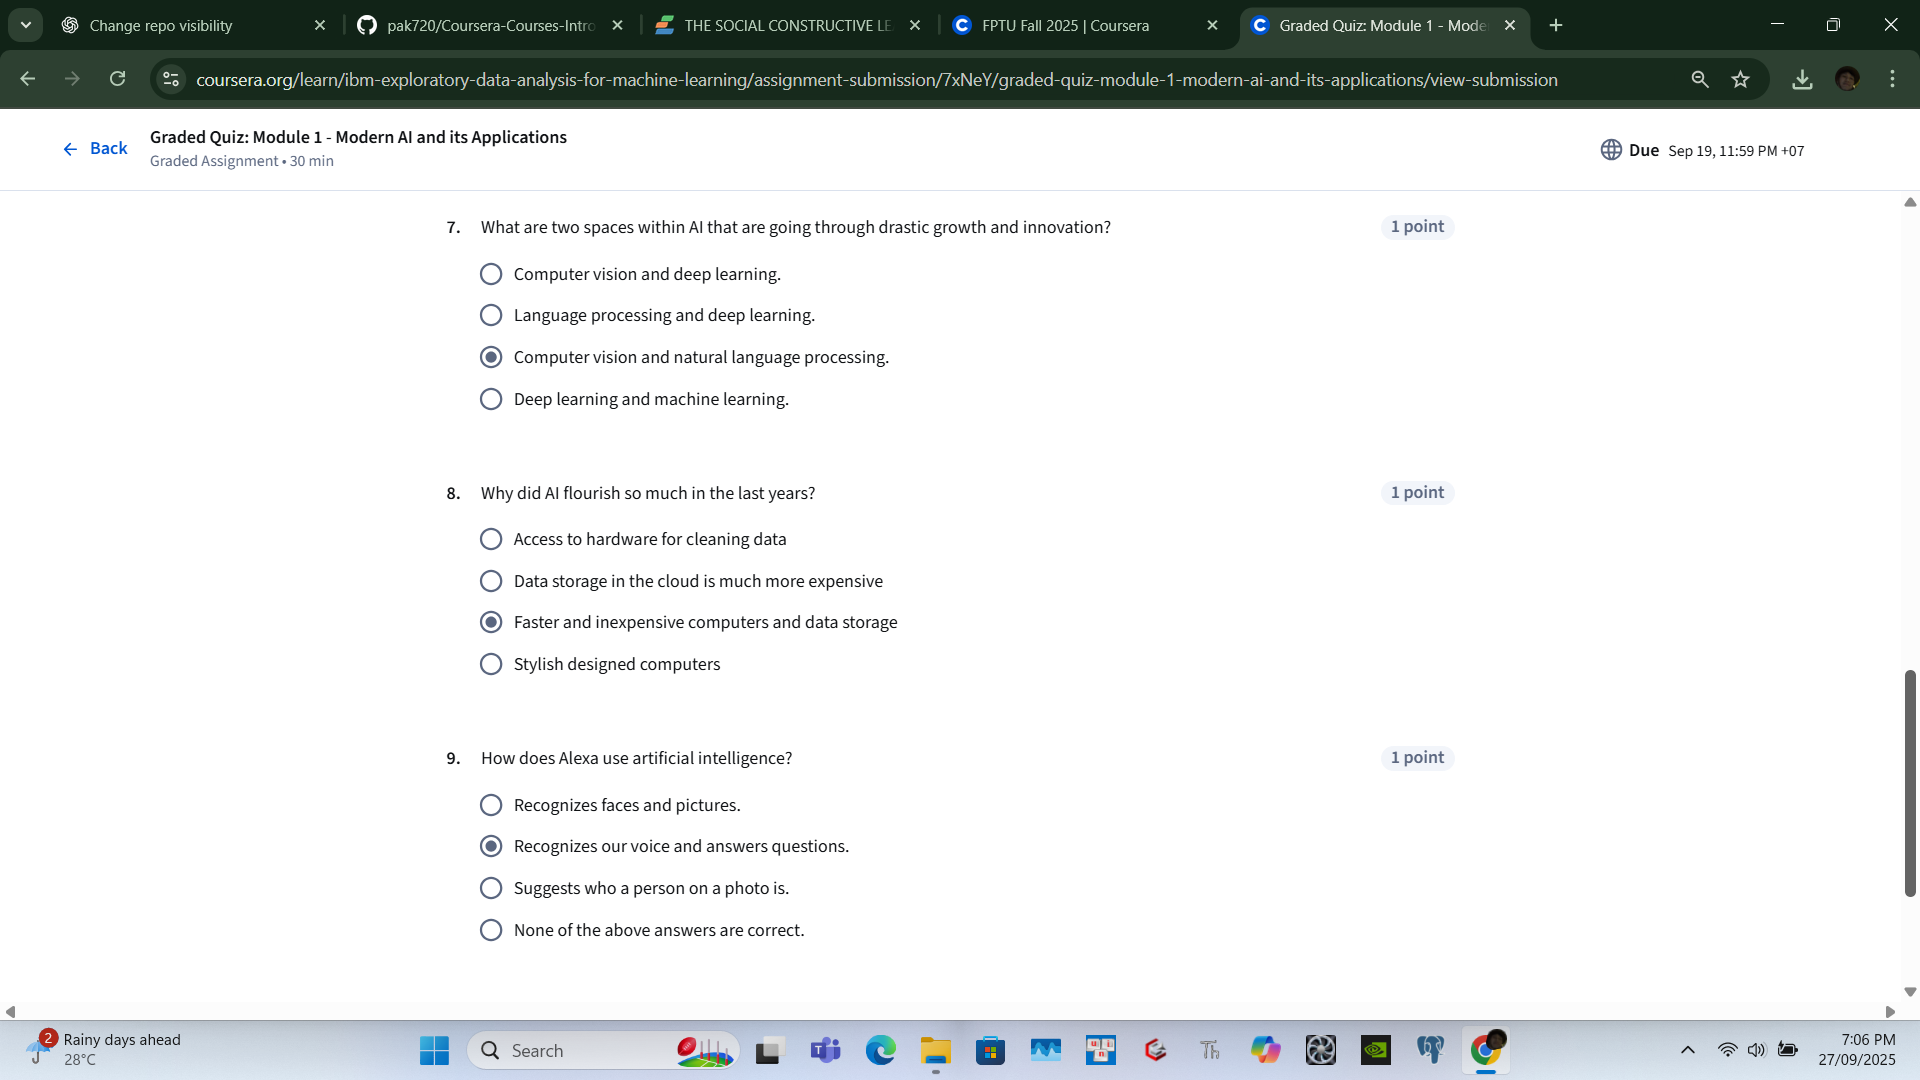 Change repo visibility
pak720/Coursera-Courses-Intro
THE SOCIAL CONSTRUCTIVE LE
FPTU Fall 2025 | Coursera
Graded Quiz: Module 1 - Mode
coursera.org/learn/ibm-exploratory-data-analysis-for-machine-learning/assignment-submission/7xNeY/graded-quiz-module-1-modern-ai-and-its-applications/view-submission
Back
Graded Quiz: Module 1 - Modern AI and its Applications
Graded Assignment • 30 min
Due Sep 19, 11:59 PM +07
7. What are two spaces within AI that are going through drastic growth and innovation? 1 point
Computer vision and deep learning.
Language processing and deep learning.
Computer vision and natural language processing.
Deep learning and machine learning.
8. Why did AI flourish so much in the last years? 1 point
Access to hardware for cleaning data
Data storage in the cloud is much more expensive
Faster and inexpensive computers and data storage
Stylish designed computers
9. How does Alexa use artificial intelligence? 1 point
Recognizes faces and pictures.
Recognizes our voice and answers questions.
Suggests who a person on a photo is.
None of the above answers are correct.
2
Rainy days ahead
28°C
Search
Th
7:06 PM
27/09/2025